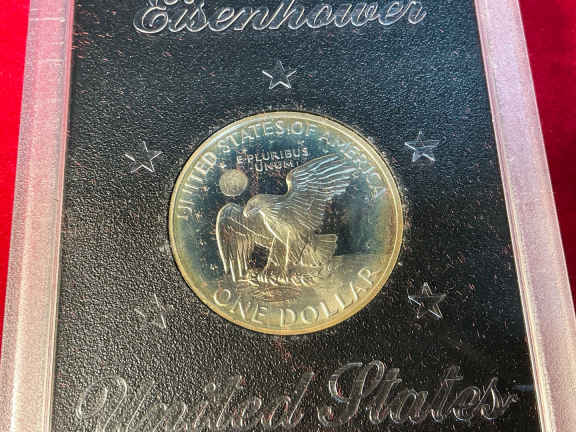 Eisenhower
UNITED STATES OF AMERICA
E PLURIBUS
UNUM
ONE DOLLAR
United States